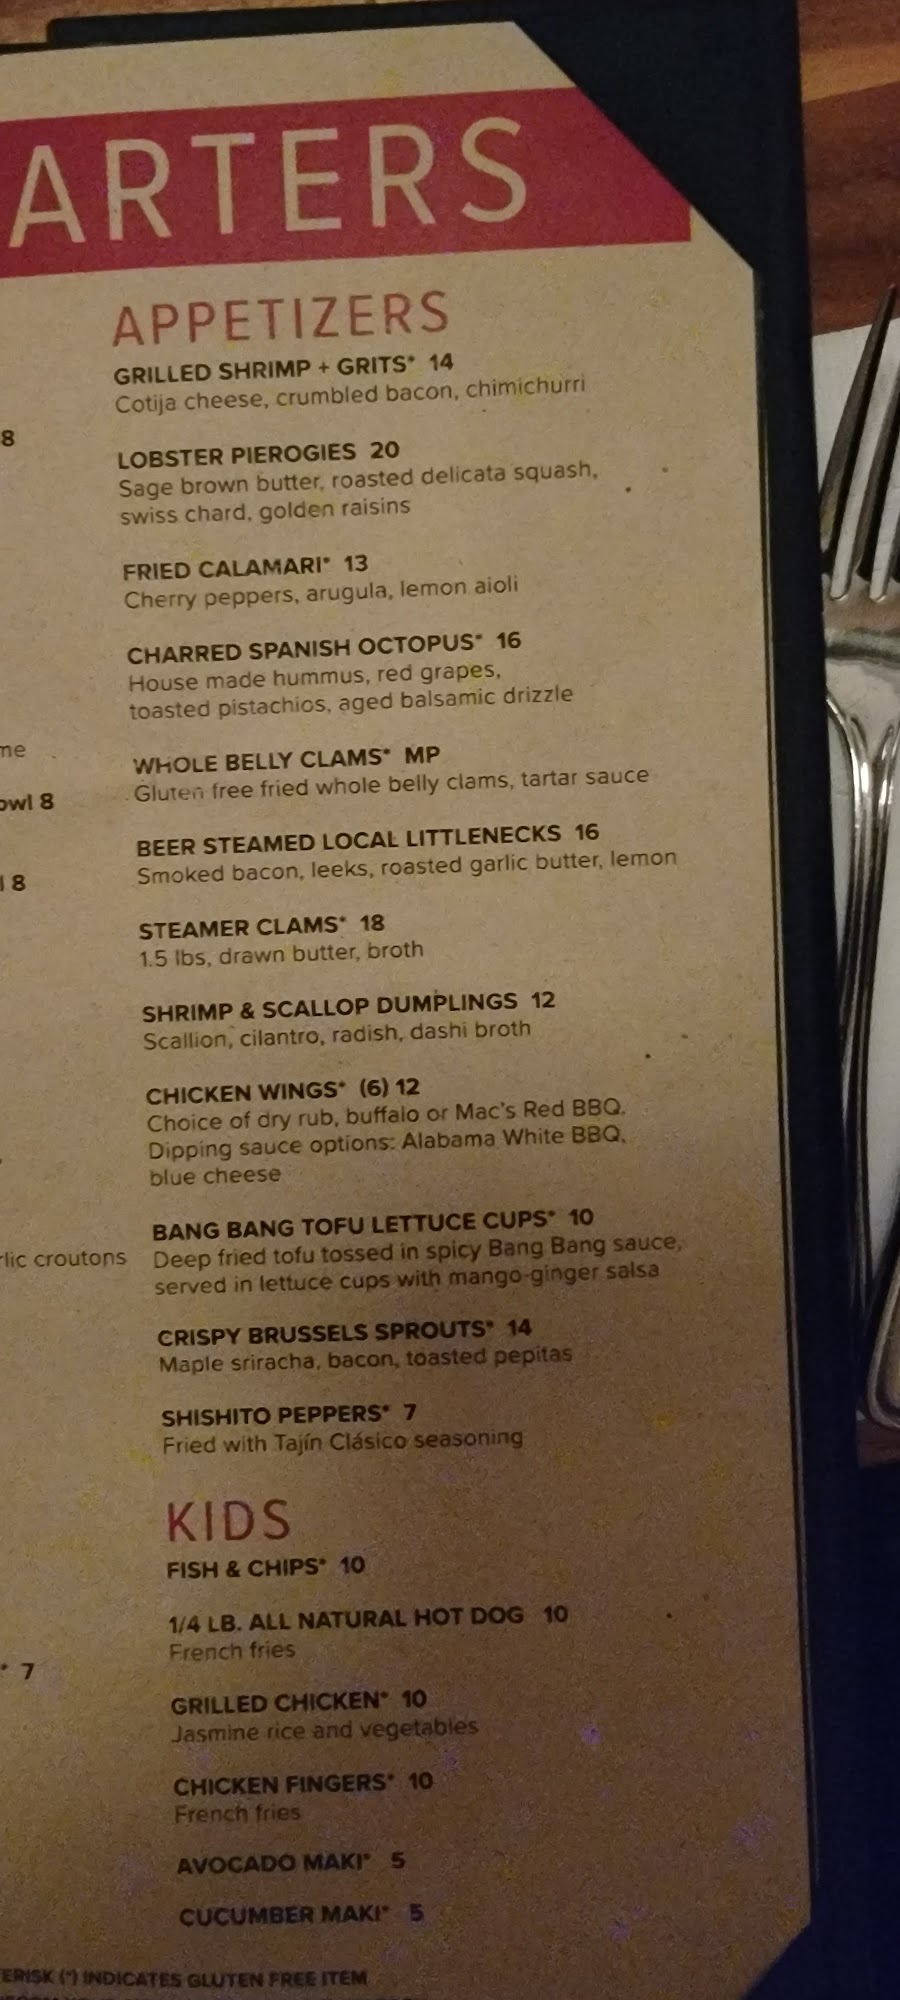 ARTERS
APPETIZERS
GRILLED SHRIMP + GRITS* 14
Cotija cheese, crumbled bacon, chimichurri
8
LOBSTER PIEROGIES 20
Sage brown butter, roasted delicata squash,
swiss chard, golden raisins
FRIED CALAMARI* 13
Cherry peppers, arugula, lemon aioli
CHARRED SPANISH OCTOPUS* 16
House made hummus, red grapes,
toasted pistachios, aged balsamic drizzle
me
WHOLE BELLY CLAMS* MP
Gluten free fried whole belly clams, tartar sauce
owl 8
BEER STEAMED LOCAL LITTLENECKS 16
Smoked bacon, leeks, roasted garlic butter, lemon
l 8
STEAMER CLAMS* 18
1.5 lbs, drawn butter, broth
SHRIMP & SCALLOP DUMPLINGS 12
Scallion, cilantro, radish, dashi broth
CHICKEN WINGS* (6) 12
Choice of dry rub, buffalo or Mac's Red BBQ.
Dipping sauce options: Alabama White BBQ,
blue cheese
BANG BANG TOFU LETTUCE CUPS* 10
Deep fried tofu tossed in spicy Bang Bang sauce,
served in lettuce cups with mango-ginger salsa
rlic croutons
CRISPY BRUSSELS SPROUTS* 14
Maple sriracha, bacon, toasted pepitas
SHISHITO PEPPERS* 7
Fried with Tajín Clásico seasoning
KIDS
FISH & CHIPS* 10
1/4 LB. ALL NATURAL HOT DOG 10
French fries
* 7
GRILLED CHICKEN* 10
Jasmine rice and vegetables
CHICKEN FINGERS* 10
French fries
AVOCADO MAKI* 5
CUCUMBER MAKI* 5
TERISK (*) INDICATES GLUTEN FREE ITEM